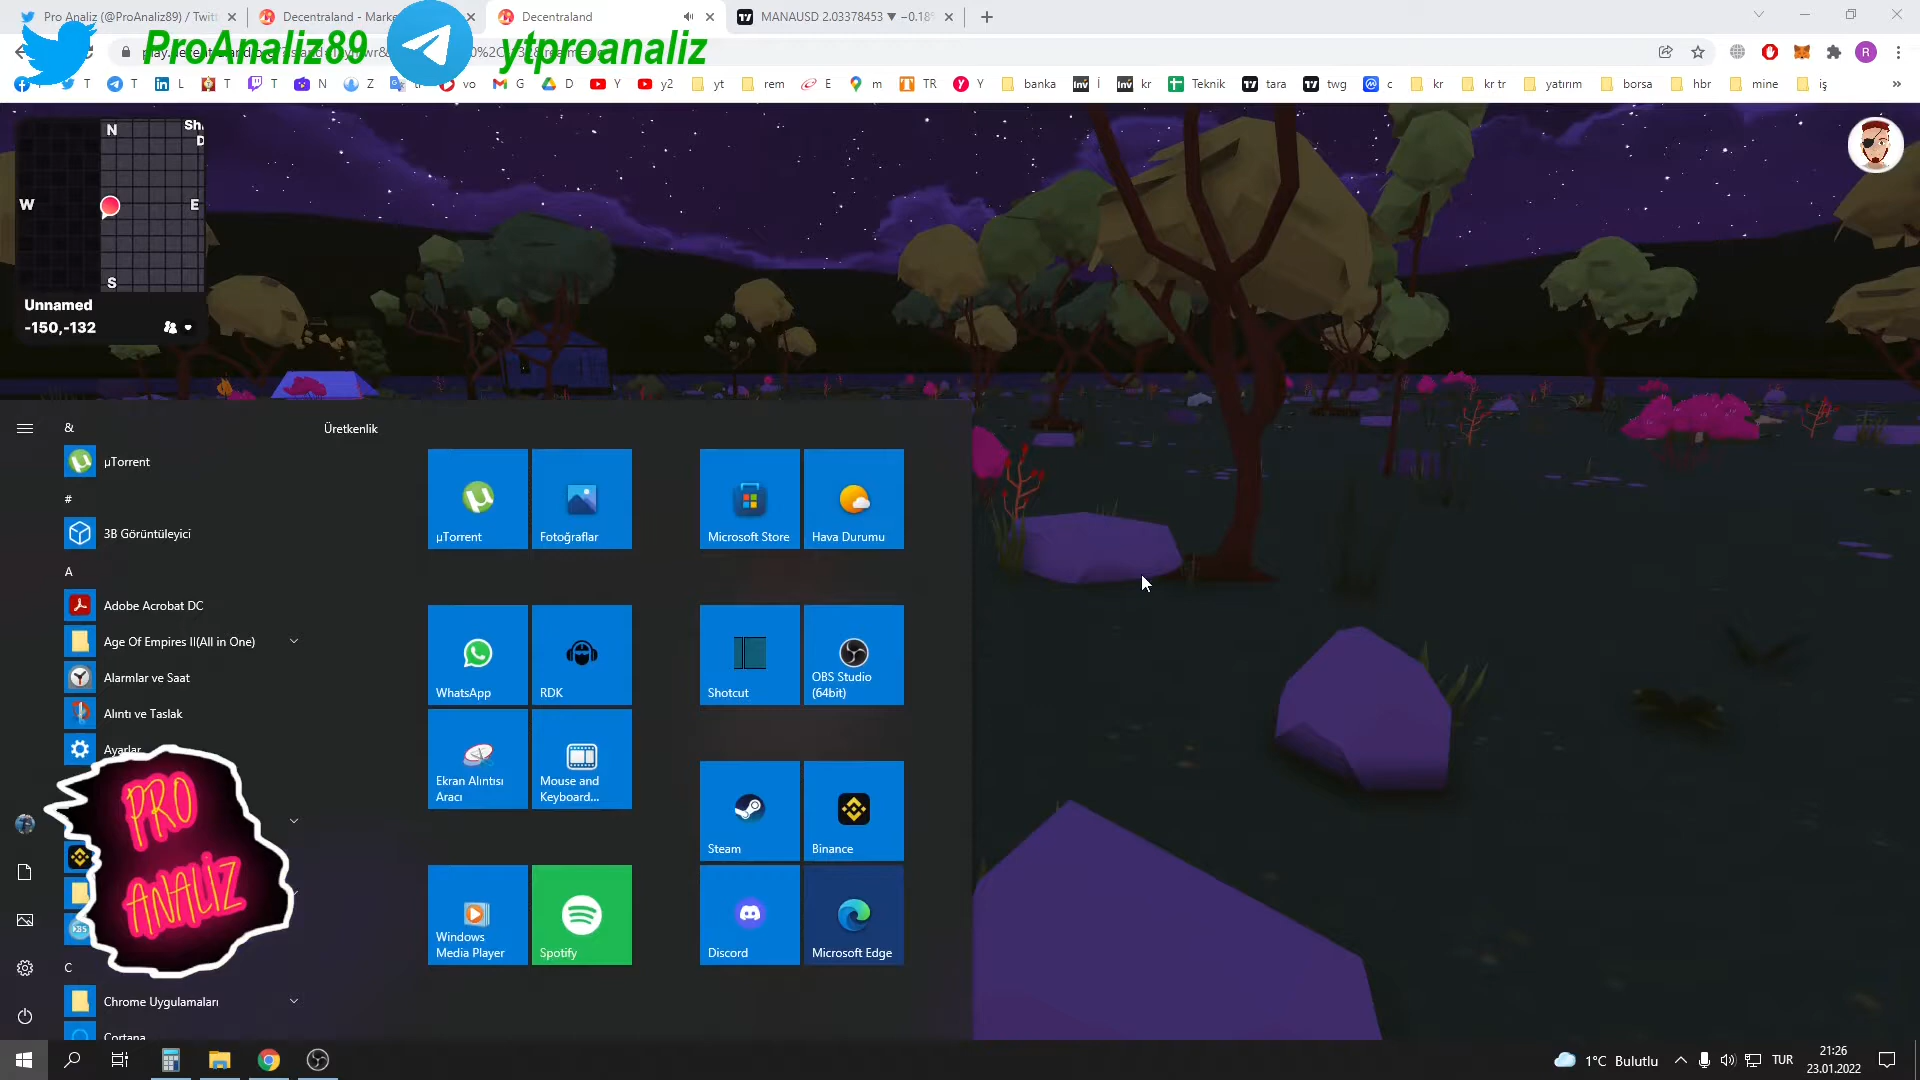 Pro Analiz (@ProAnaliz89) / Twit
Decentraland - Marke
Decentraland
MANAUSD 2.03378453 ▼ −0.18%
ProAnaliz89
ytproanaliz
T
T
L
T
T
N
Z
vo
G
D
Y
y2
yt
rem
E
m
TR
Y
banka
İ
kr
Teknik
tara
twg
c
kr
kr tr
yatırım
borsa
hbr
mine
iş
»
N
W
E
S
Unnamed
-150,-132
&
Üretkenlik
µTorrent
#
3B Görüntüleyici
A
Adobe Acrobat DC
Age Of Empires II(All in One)
Alarmlar ve Saat
Alıntı ve Taslak
Ayarlar
C
Chrome Uygulamaları
Cortana
µTorrent
Fotoğraflar
Microsoft Store
Hava Durumu
WhatsApp
RDK
Shotcut
OBS Studio
(64bit)
Ekran Alıntısı
Aracı
Mouse and
Keyboard...
Steam
Binance
Windows
Media Player
Spotify
Discord
Microsoft Edge
PRO
ANALİZ
1°C Bulutlu
TUR
21:26
23.01.2022